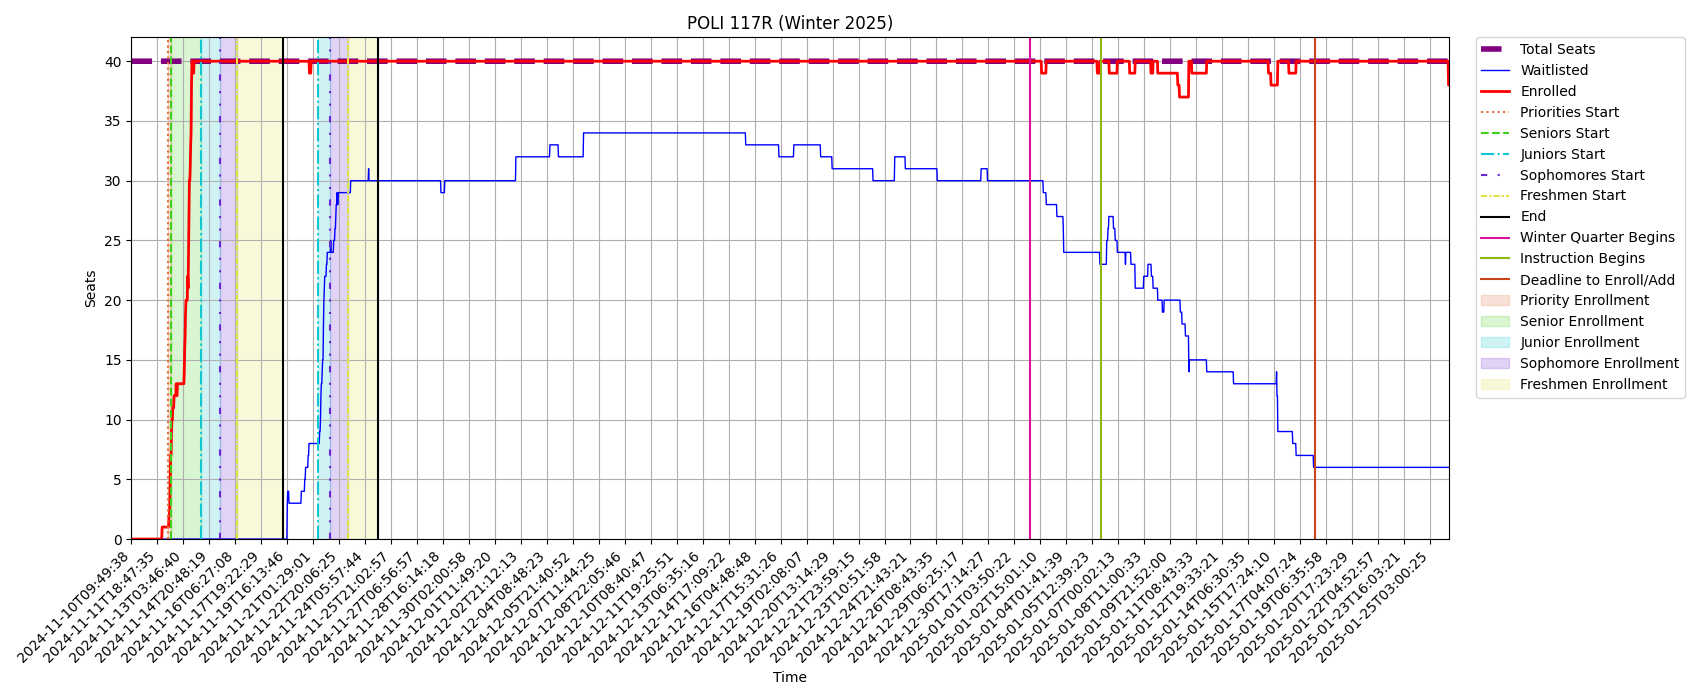 POLI 117R (Winter 2025)
Seats
40
35
30
25
20
15
10
5
0
2024-11-10T09:49:38
2024-11-11T18:47:35
2024-11-13T03:46:40
2024-11-14T20:48:19
2024-11-16T06:27:08
2024-11-17T19:22:23
2024-11-19T16:13:46
2024-11-21T01:29:01
2024-11-22T20:06:25
2024-11-24T05:57:44
2024-11-25T21:02:57
2024-11-27T06:56:57
2024-11-28T16:14:18
2024-11-30T02:00:58
2024-12-01T11:49:20
2024-12-02T21:12:13
2024-12-04T08:48:23
2024-12-05T21:40:52
2024-12-07T11:44:25
2024-12-08T22:05:46
2024-12-10T08:40:47
2024-12-11T19:25:51
2024-12-13T06:35:16
2024-12-14T17:09:22
2024-12-16T04:48:48
2024-12-17T15:31:26
2024-12-19T02:08:07
2024-12-20T13:14:29
2024-12-21T23:59:15
2024-12-23T10:51:58
2024-12-24T21:43:21
2024-12-26T08:43:35
2024-12-29T06:25:17
2024-12-30T17:14:27
2025-01-01T03:50:22
2025-01-02T15:01:10
2025-01-04T01:41:39
2025-01-05T12:39:23
2025-01-07T00:02:13
2025-01-08T11:00:33
2025-01-09T21:52:00
2025-01-11T08:43:33
2025-01-12T19:33:21
2025-01-14T06:30:35
2025-01-15T17:24:10
2025-01-17T04:07:24
2025-01-19T06:35:58
2025-01-20T17:23:29
2025-01-22T04:52:57
2025-01-23T16:03:21
2025-01-25T03:00:25
Time
Total Seats
Waitlisted
Enrolled
Priorities Start
Seniors Start
Juniors Start
Sophomores Start
Freshmen Start
End
Winter Quarter Begins
Instruction Begins
Deadline to Enroll/Add
Priority Enrollment
Senior Enrollment
Junior Enrollment
Sophomore Enrollment
Freshmen Enrollment